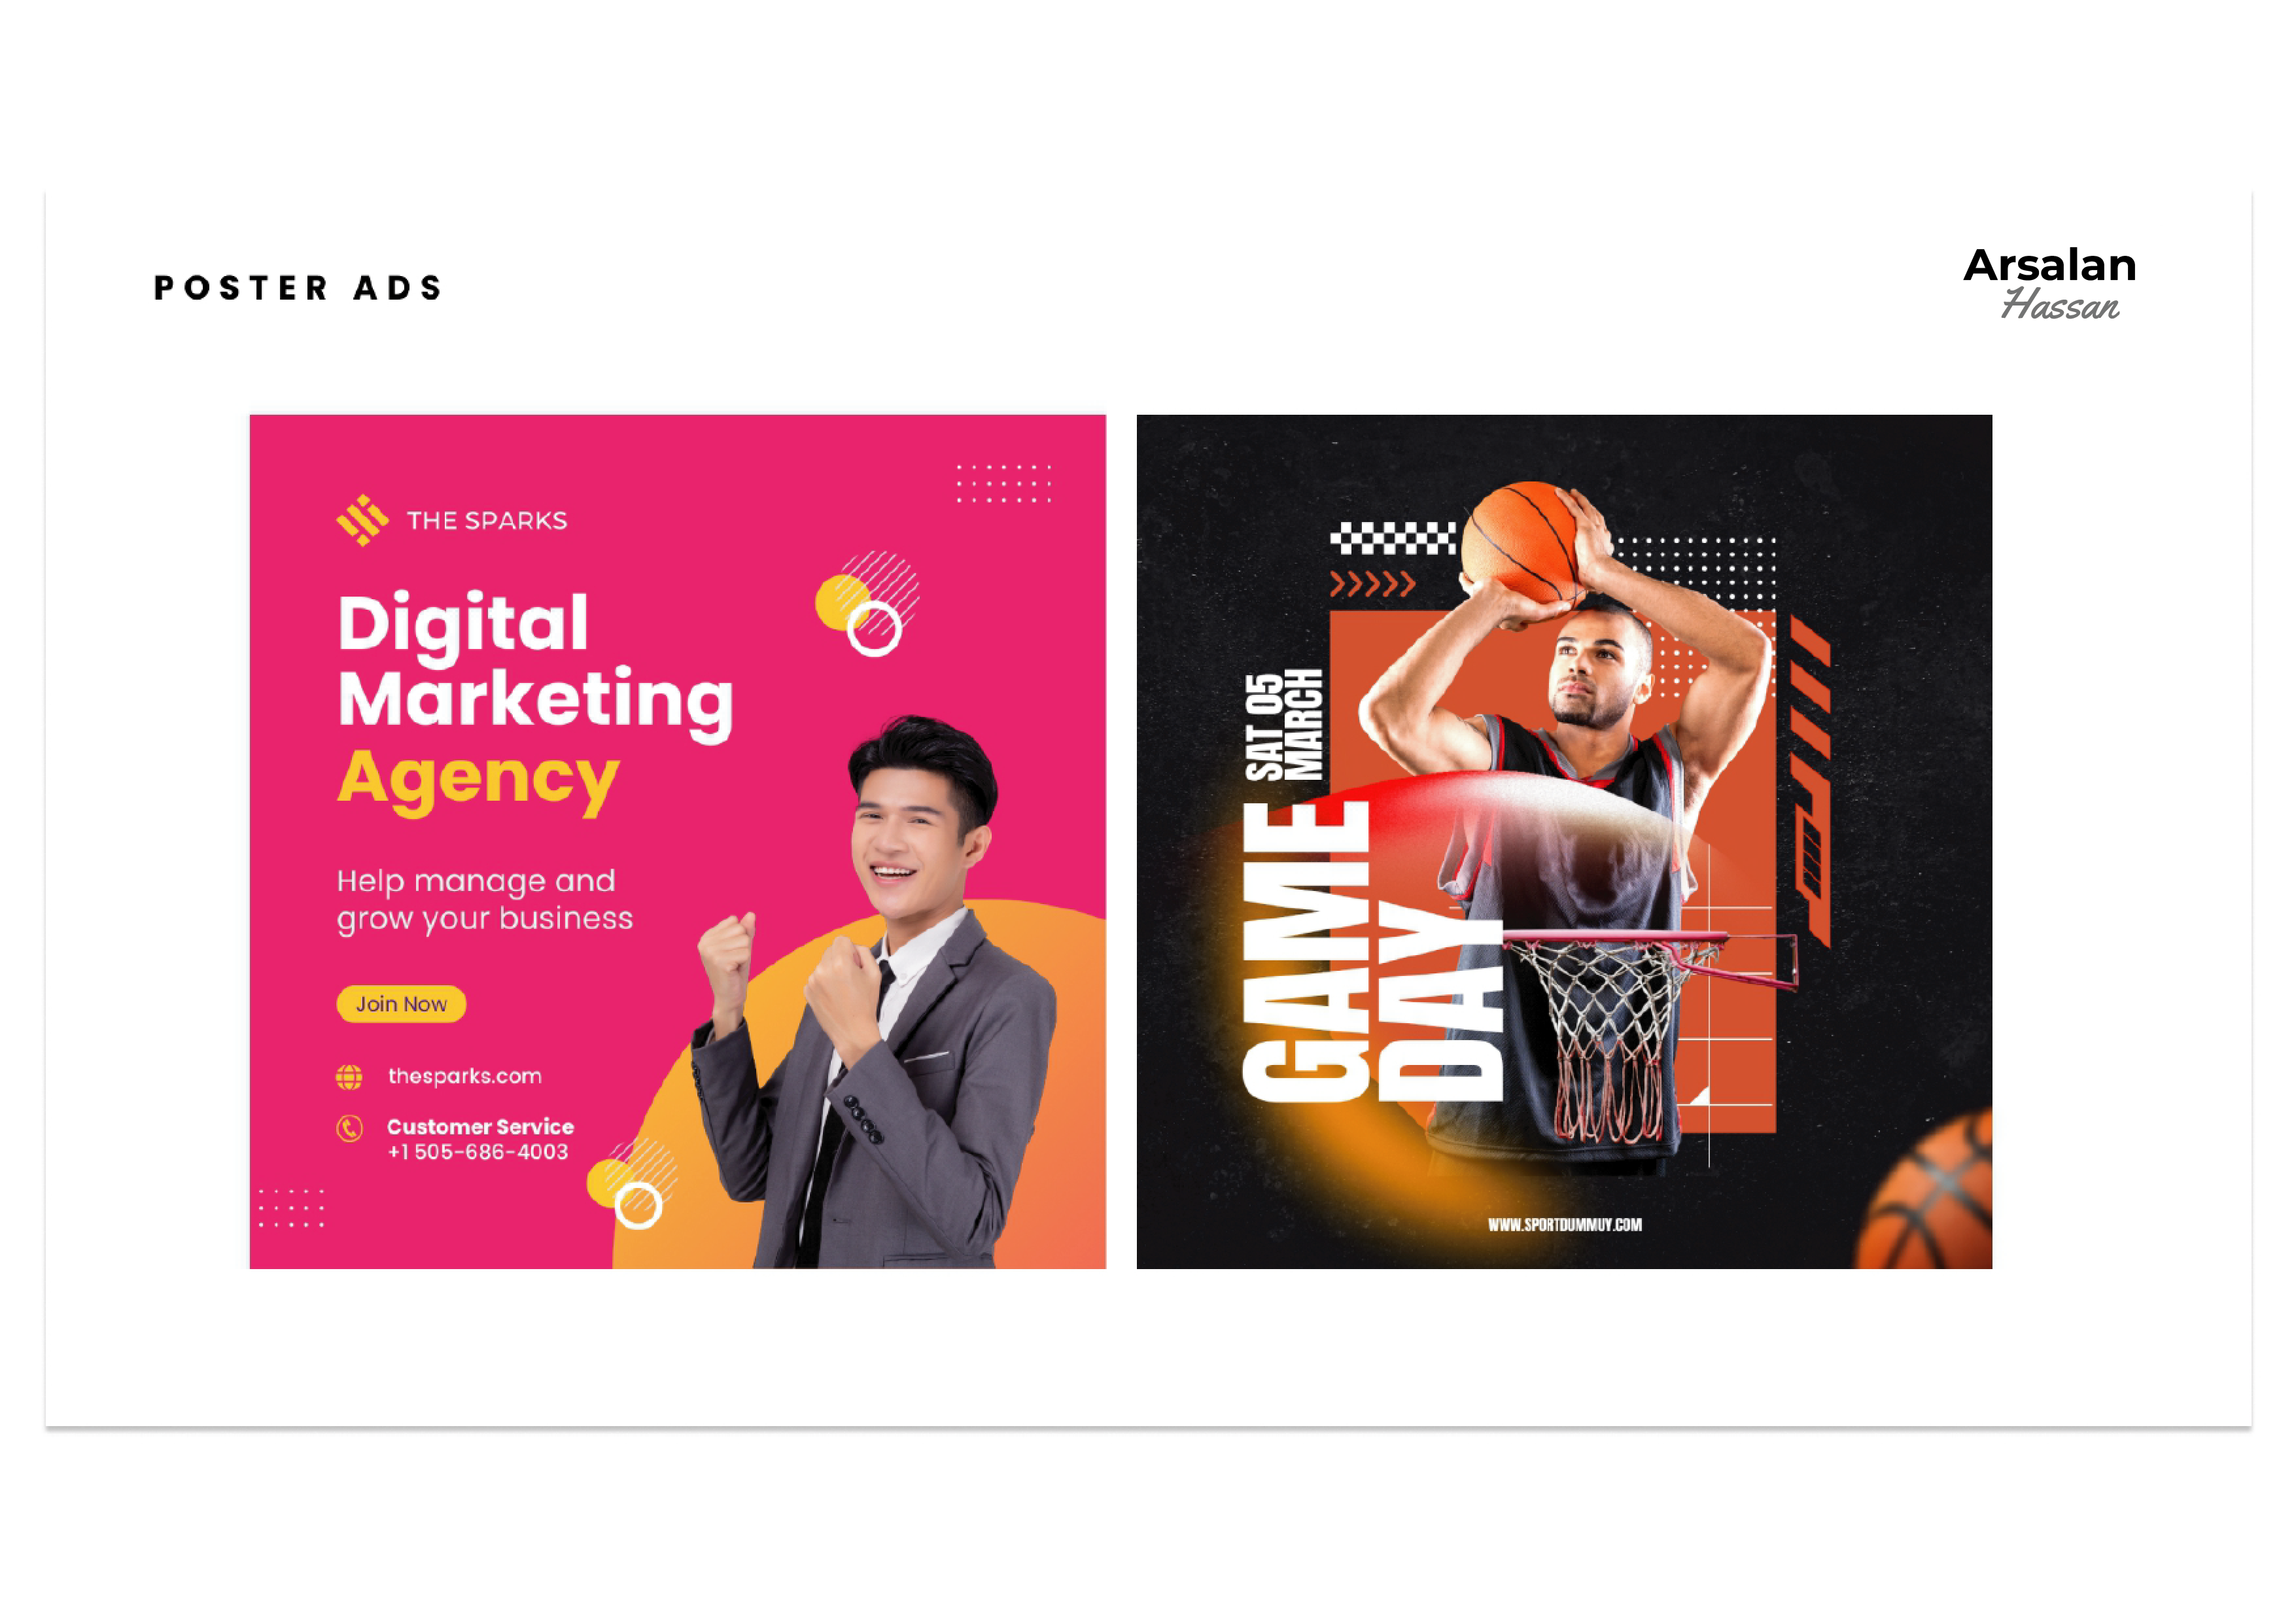 POSTER ADS
Arsalan
Hassan
THE SPARKS
Digital
Marketing
Agency
Help manage and
grow your business
Join Now
thesparks.com
Customer Service
+1 505-686-4003
SAT 05
MARCH
GAME
DAY
WWW.SPORTDUMMUY.COM